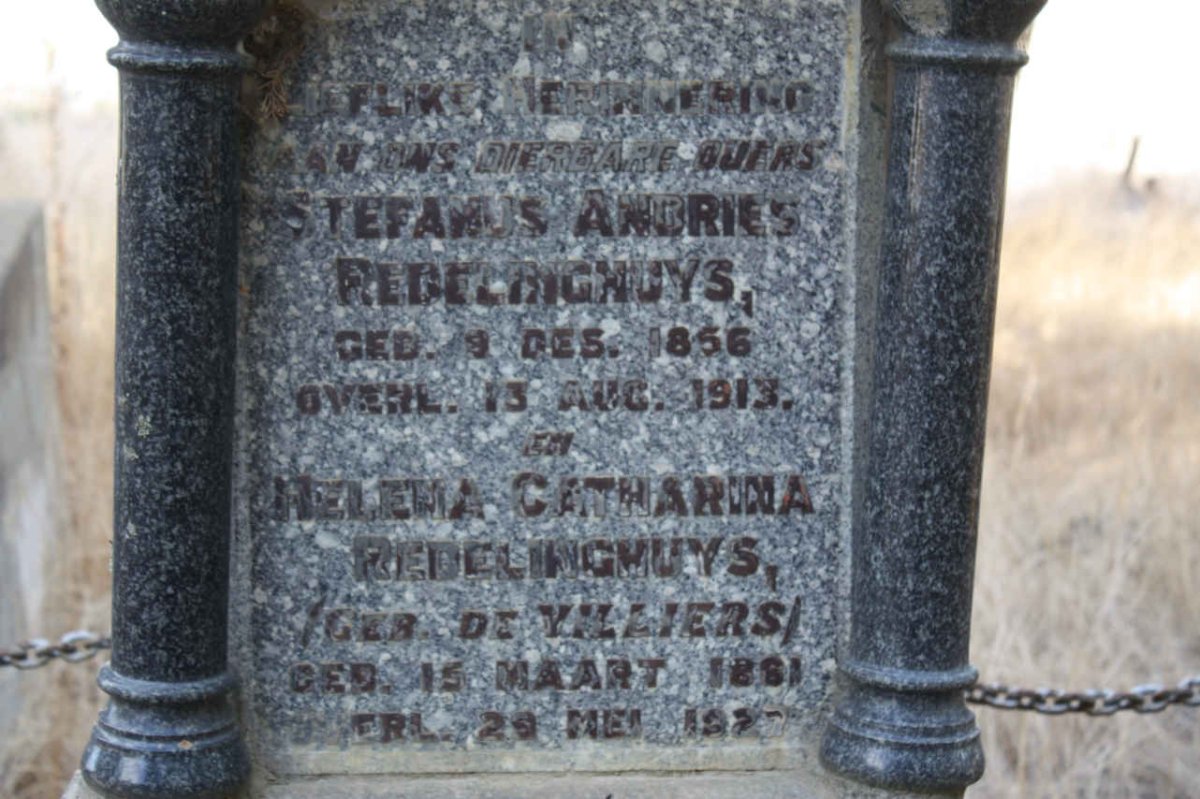 IN
LIEFLIKE HERINNERING
AAN ONS DIERBARE OUERS
STEFANUS ANDRIES
REDELINGHUYS,
GEB. 9 DES. 1856
OVERL. 13 AUG. 1913.
EN
HELENA CATHARINA
REDELINGHUYS,
/GEB. DE VILLIERS/
GEB. 15 MAART 1861
OVERL. 29 MEI